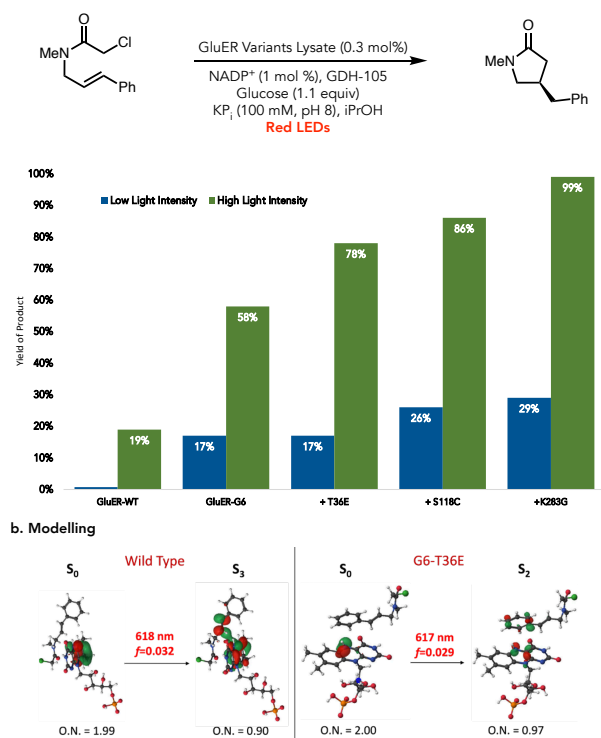 O
Cl
MeN
Ph
GluER Variants Lysate (0.3 mol%)
NADP⁺ (1 mol %), GDH-105
Glucose (1.1 equiv)
KPᵢ (100 mM, pH 8), iPrOH
Red LEDs
O
MeN
Ph
Yield of Product
100%
90%
80%
70%
60%
50%
40%
30%
20%
10%
0%
Low Light Intensity
High Light Intensity
19%
17%
58%
17%
78%
26%
86%
29%
99%
GluER-WT
GluER-G6
+ T36E
+ S118C
+K283G
b. Modelling
Wild Type
S₀
S₃
618 nm
f=0.032
O.N. = 1.99
O.N. = 0.90
G6-T36E
S₀
S₂
617 nm
f=0.029
O.N. = 2.00
O.N. = 0.97